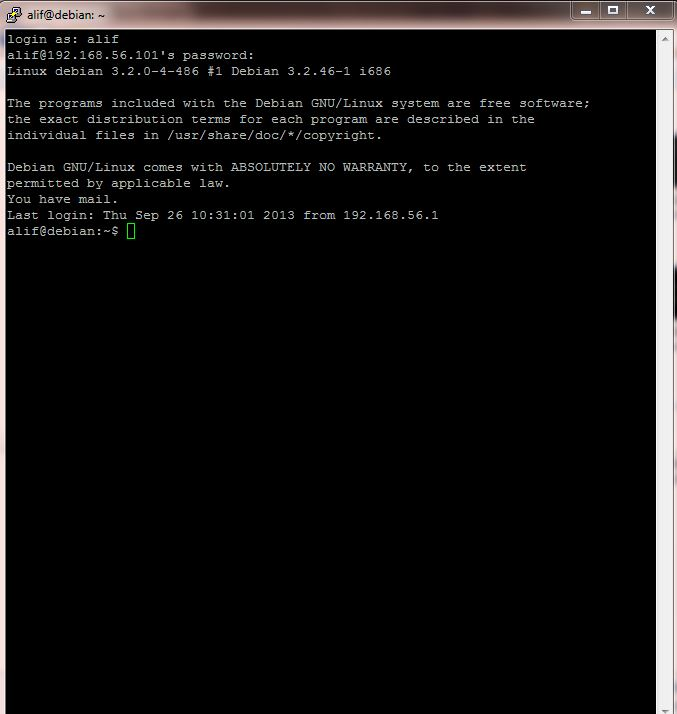 alif@debian: ~
login as: alif
alif@192.168.56.101's password:
Linux debian 3.2.0-4-486 #1 Debian 3.2.46-1 i686
The programs included with the Debian GNU/Linux system are free software;
the exact distribution terms for each program are described in the
individual files in /usr/share/doc/*/copyright.
Debian GNU/Linux comes with ABSOLUTELY NO WARRANTY, to the extent
permitted by applicable law.
You have mail.
Last login: Thu Sep 26 10:31:01 2013 from 192.168.56.1
alif@debian:~$